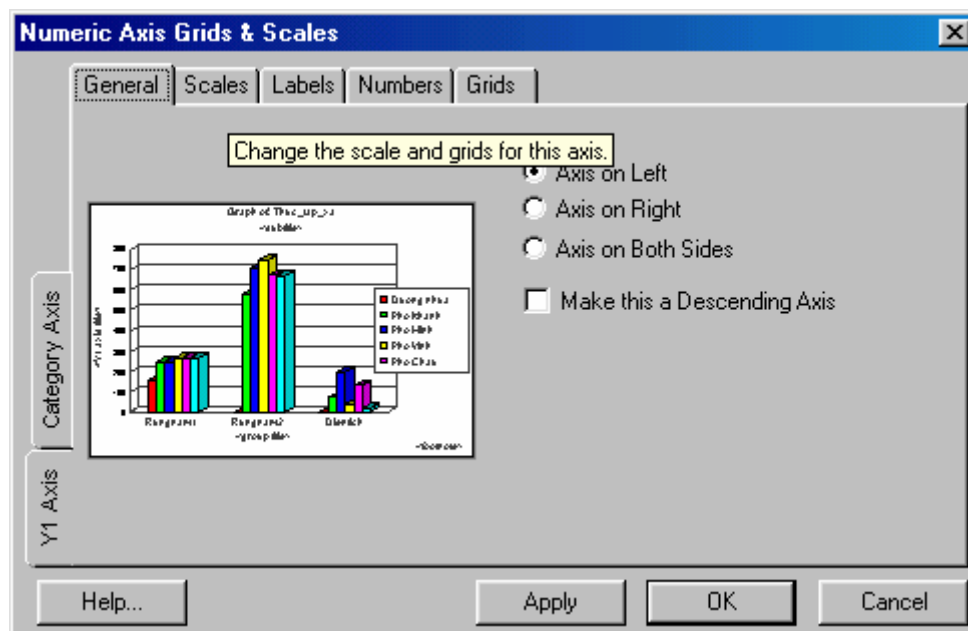 Numeric Axis Grids & Scales
General Scales Labels Numbers Grids
Change the scale and grids for this axis.
Axis on Left
Axis on Right
Axis on Both Sides
Make this a Descending Axis
Graph of
Category Axis
Y1 Axis
Help... Apply OK Cancel